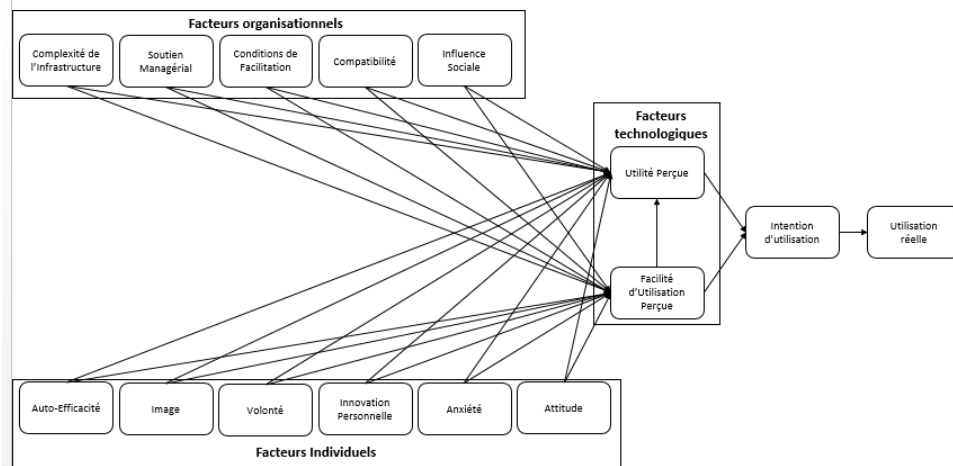 Facteurs organisationnels
Complexité de
l'Infrastructure
Soutien
Managérial
Conditions de
Facilitation
Compatibilité
Influence
Sociale
Facteurs
technologiques
Utilité Perçue
Intention
d'utilisation
Utilisation
réelle
Facilité
d'Utilisation
Perçue
Auto-Efficacité
Image
Volonté
Innovation
Personnelle
Anxiété
Attitude
Facteurs Individuels